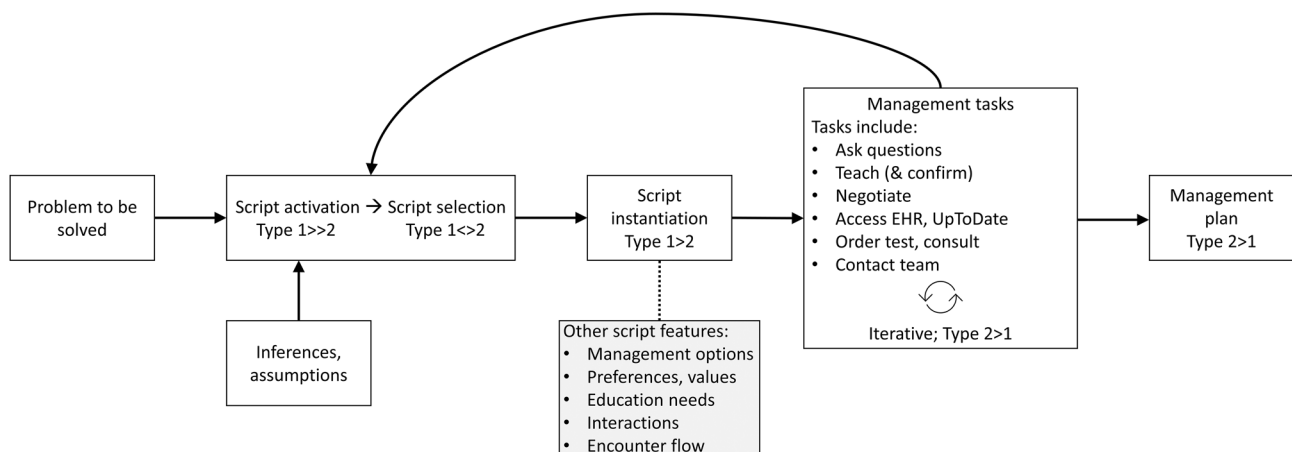 Problem to be
solved
Script activation → Script selection
Type 1>>2 Type 1<>2
Inferences,
assumptions
Script
instantiation
Type 1>2
Other script features:
• Management options
• Preferences, values
• Education needs
• Interactions
• Encounter flow
Management tasks
Tasks include:
• Ask questions
• Teach (& confirm)
• Negotiate
• Access EHR, UpToDate
• Order test, consult
• Contact team
Iterative; Type 2>1
Management
plan
Type 2>1